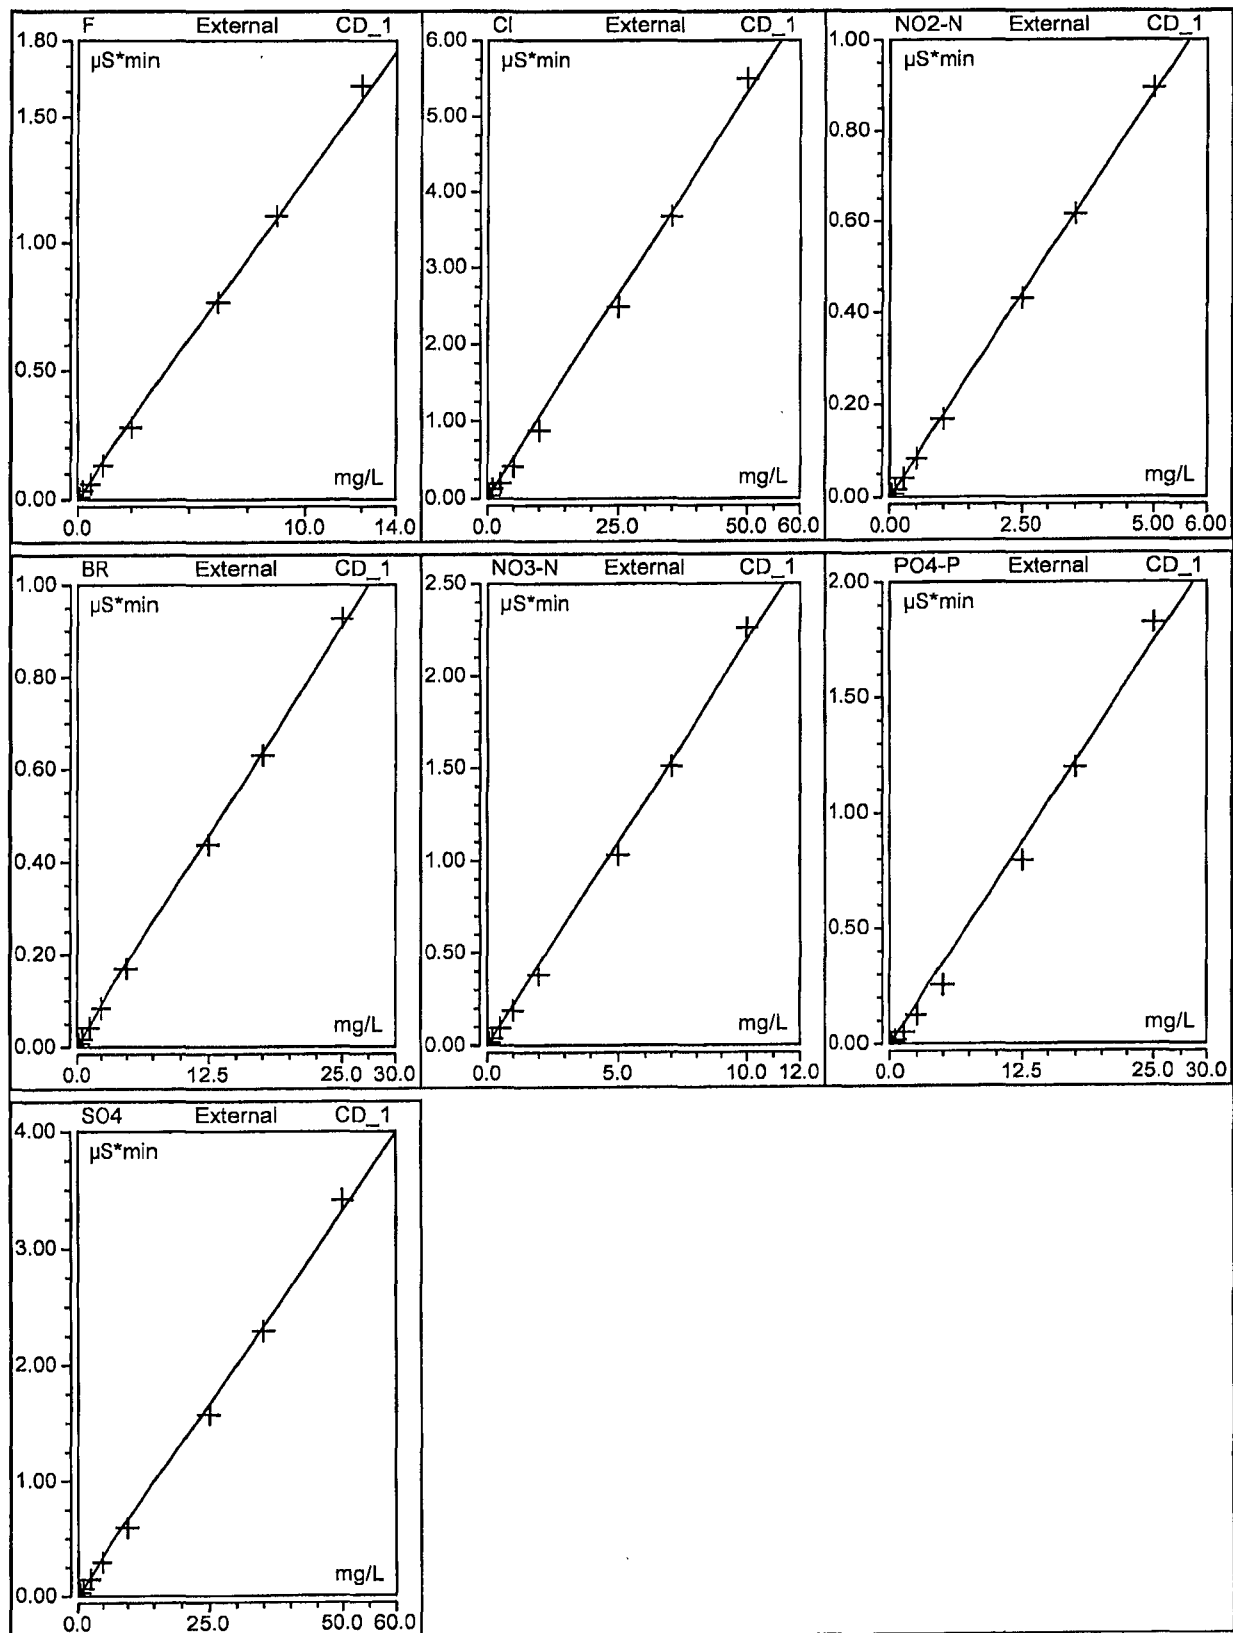 F External CD_1
1.80
µS*min
1.50
1.00
0.50
0.00
mg/L
0.0 10.0 14.0
Cl External CD_1
6.00
µS*min
5.00
4.00
3.00
2.00
1.00
0.00
mg/L
0.0 25.0 50.0 60.0
NO2-N External CD_1
1.00
µS*min
0.80
0.60
0.40
0.20
0.00
mg/L
0.00 2.50 5.00 6.00
BR External CD_1
1.00
µS*min
0.80
0.60
0.40
0.20
0.00
mg/L
0.0 12.5 25.0 30.0
NO3-N External CD_1
2.50
µS*min
2.00
1.50
1.00
0.50
0.00
mg/L
0.0 5.0 10.0 12.0
PO4-P External CD_1
2.00
µS*min
1.50
1.00
0.50
0.00
mg/L
0.0 12.5 25.0 30.0
SO4 External CD_1
4.00
µS*min
3.00
2.00
1.00
0.00
mg/L
0.0 25.0 50.0 60.0